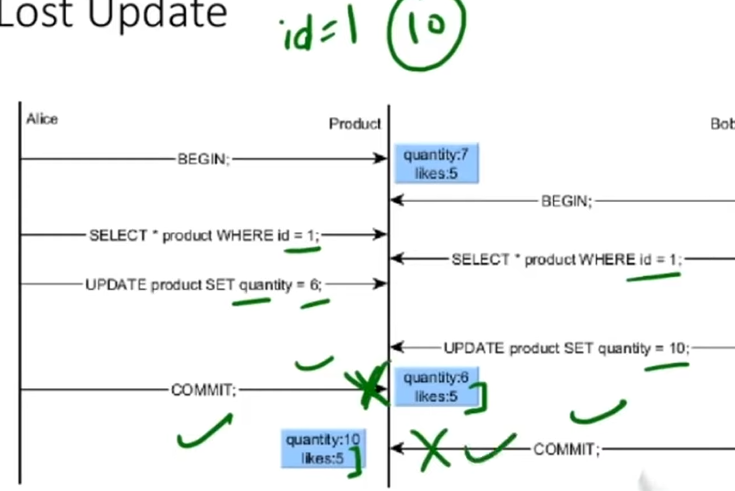 Lost Update
id=1 10
Alice
Product
Bob
BEGIN;
quantity:7
likes:5
BEGIN;
SELECT * product WHERE id = 1;
SELECT * product WHERE id = 1;
UPDATE product SET quantity = 6;
UPDATE product SET quantity = 10;
quantity:6
likes:5
COMMIT;
quantity:10
likes:5
COMMIT;